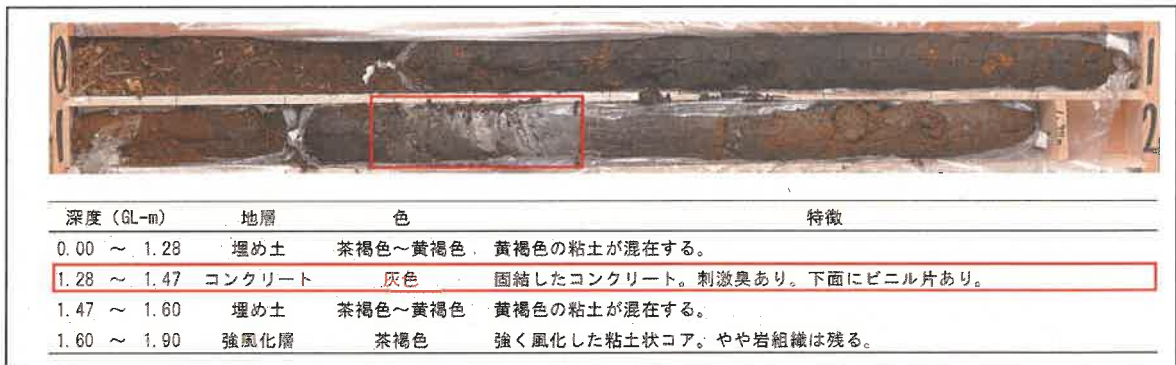 0 1
1 2
深度（GL-m） 地層 色 特徴
0.00 ～ 1.28 埋め土 茶褐色～黄褐色 黄褐色の粘土が混在する。
1.28 ～ 1.47 コンクリート 灰色 固結したコンクリート。刺激臭あり。下面にビニル片あり。
1.47 ～ 1.60 埋め土 茶褐色～黄褐色 黄褐色の粘土が混在する。
1.60 ～ 1.90 強風化層 茶褐色 強く風化した粘土状コア。やや岩組織は残る。